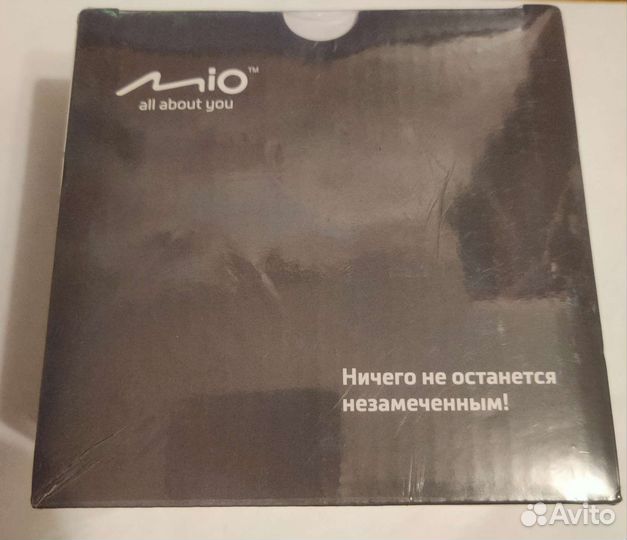 Mio™
all about you
Ничего не останется
незамеченным!
Avito